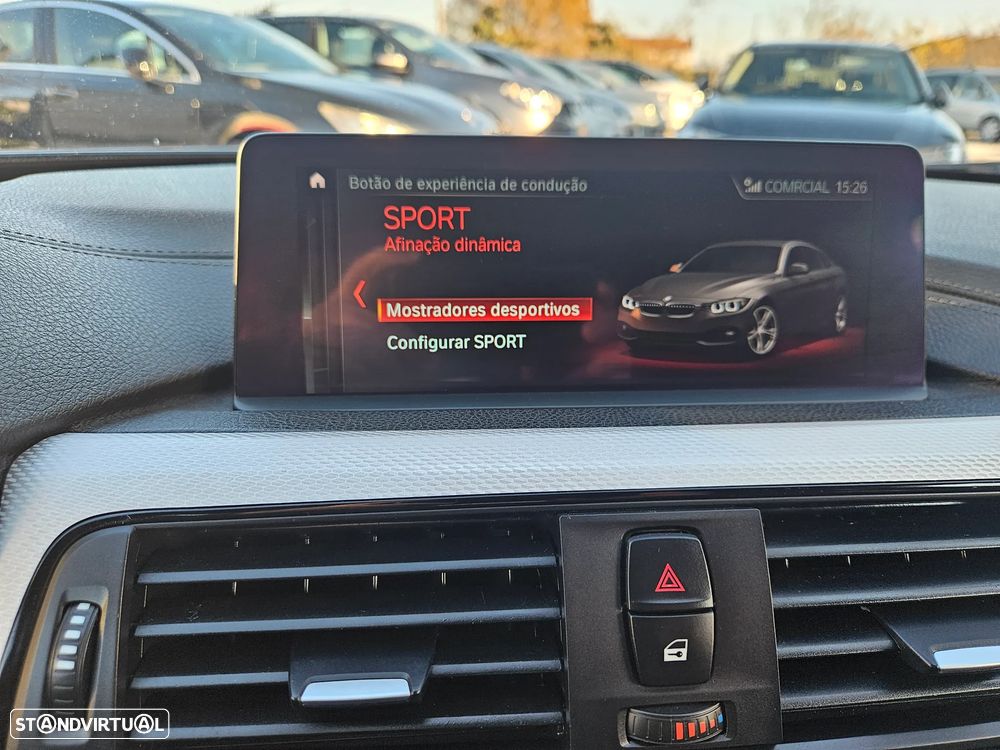 Botão de experiência de condução
COMRCIAL 15:26
SPORT
Afinação dinâmica
Mostradores desportivos
Configurar SPORT
STANDVIRTUAL